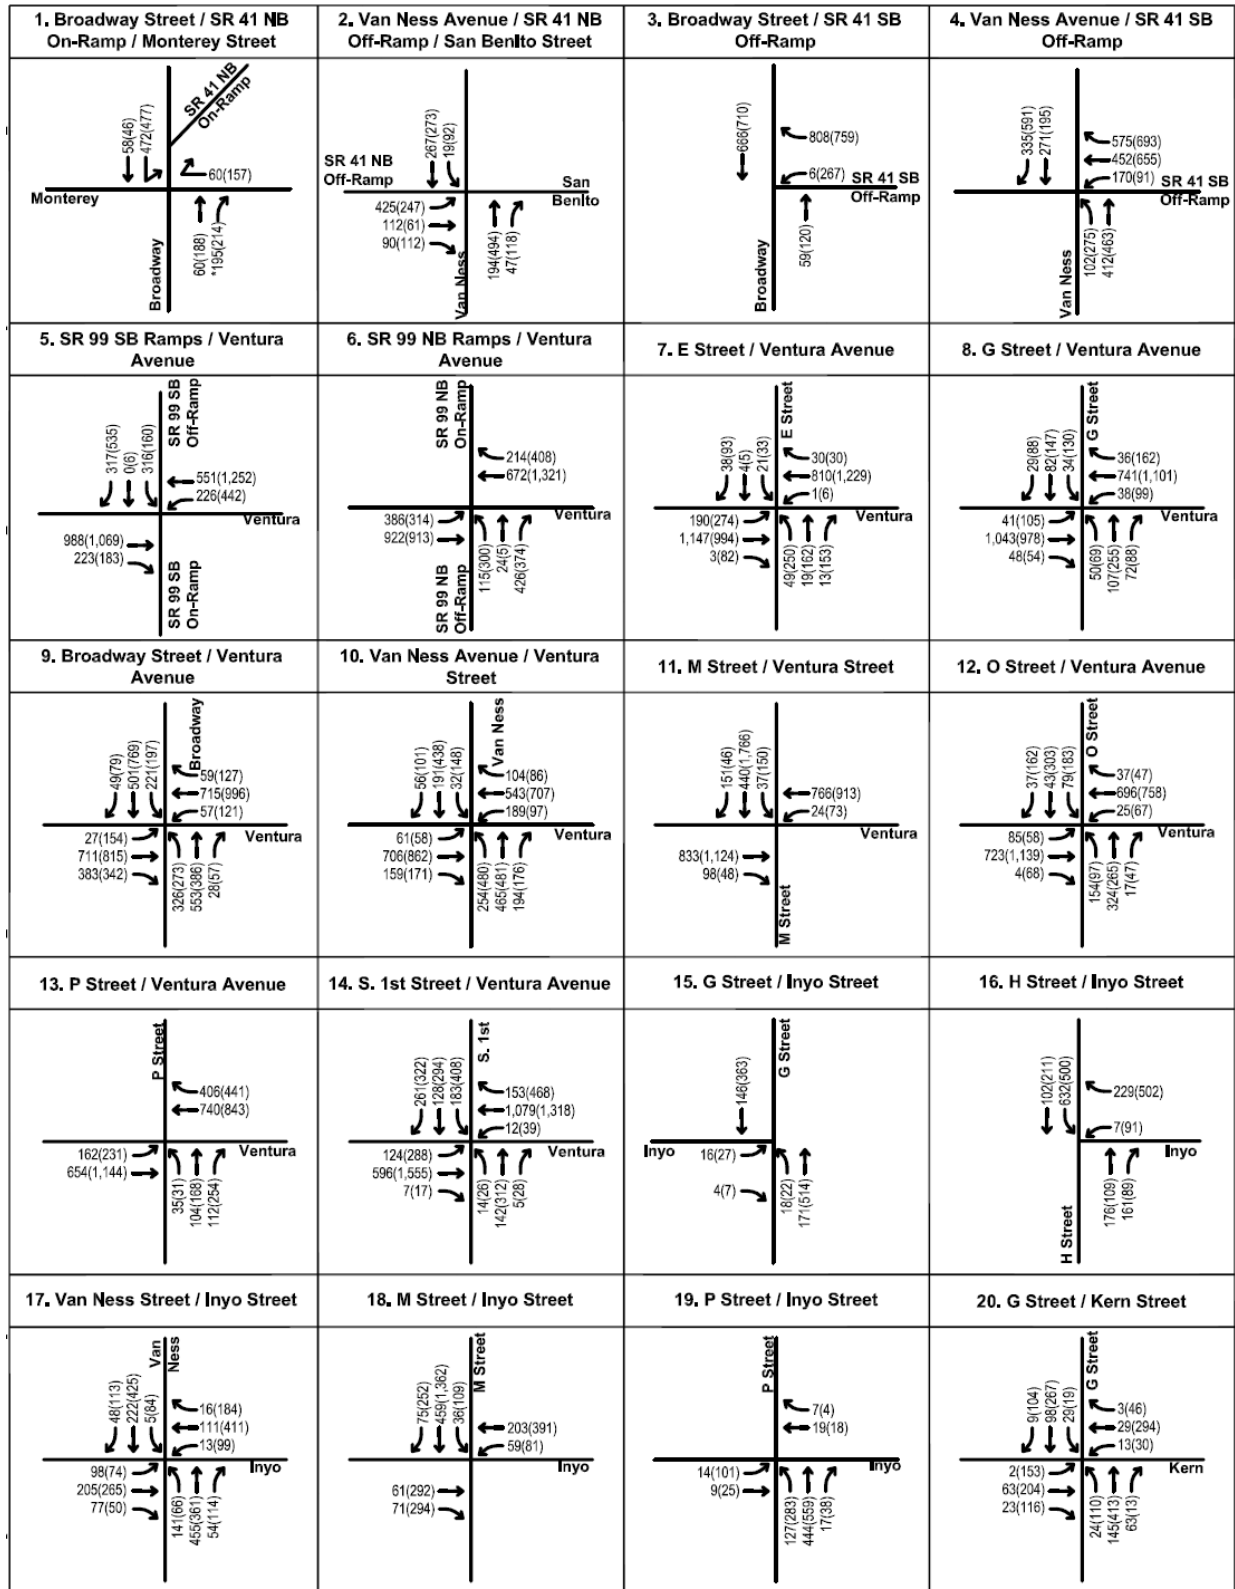 1. Broadway Street / SR 41 NB
On-Ramp / Monterey Street
58(46)
472(477)
SR 41 NB
On-Ramp
60(157)
Monterey
Broadway
60(188)
*195(214)
2. Van Ness Avenue / SR 41 NB
Off-Ramp / San Benito Street
267(273)
19(92)
SR 41 NB
Off-Ramp
San
Benito
425(247)
112(61)
90(112)
Van Ness
194(494)
47(118)
3. Broadway Street / SR 41 SB
Off-Ramp
666(710)
808(759)
6(267)
SR 41 SB
Off-Ramp
Broadway
59(120)
4. Van Ness Avenue / SR 41 SB
Off-Ramp
335(591)
271(195)
575(693)
452(655)
170(91)
SR 41 SB
Off-Ramp
Van Ness
102(275)
412(463)
5. SR 99 SB Ramps / Ventura
Avenue
317(535)
0(6)
316(160)
SR 99 SB
Off-Ramp
551(1,252)
226(442)
Ventura
988(1,069)
223(183)
SR 99 SB
On-Ramp
6. SR 99 NB Ramps / Ventura
Avenue
SR 99 NB
On-Ramp
214(408)
672(1,321)
Ventura
386(314)
922(913)
SR 99 NB
Off-Ramp
115(300)
24(5)
426(374)
7. E Street / Ventura Avenue
38(93)
4(5)
21(33)
E Street
30(30)
810(1,229)
1(6)
Ventura
190(274)
1,147(994)
3(82)
49(250)
19(162)
13(153)
8. G Street / Ventura Avenue
29(88)
82(147)
34(130)
G Street
36(162)
741(1,101)
38(99)
Ventura
41(105)
1,043(978)
48(54)
50(69)
107(255)
72(88)
9. Broadway Street / Ventura
Avenue
49(79)
501(769)
221(197)
Broadway
59(127)
715(996)
57(121)
Ventura
27(154)
711(815)
383(342)
326(273)
553(386)
28(57)
10. Van Ness Avenue / Ventura
Street
56(101)
191(438)
32(148)
Van Ness
104(86)
543(707)
189(97)
Ventura
61(58)
706(862)
159(171)
254(480)
465(481)
194(176)
11. M Street / Ventura Street
151(46)
440(1,766)
37(150)
766(913)
24(73)
Ventura
833(1,124)
98(48)
M Street
12. O Street / Ventura Avenue
37(162)
43(303)
79(183)
O Street
37(47)
696(758)
25(67)
Ventura
85(58)
723(1,139)
4(68)
154(97)
324(265)
17(47)
13. P Street / Ventura Avenue
P Street
406(441)
740(843)
Ventura
162(231)
654(1,144)
35(31)
104(168)
112(254)
14. S. 1st Street / Ventura Avenue
261(322)
128(294)
183(408)
S. 1st
153(468)
1,079(1,318)
12(39)
Ventura
124(288)
596(1,555)
7(17)
14(26)
142(312)
5(28)
15. G Street / Inyo Street
146(363)
G Street
Inyo
16(27)
4(7)
18(22)
171(514)
16. H Street / Inyo Street
102(211)
632(500)
229(502)
7(91)
Inyo
H Street
176(109)
161(89)
17. Van Ness Street / Inyo Street
48(113)
222(425)
5(84)
Van
Ness
16(184)
111(411)
13(99)
Inyo
98(74)
205(265)
77(50)
141(66)
455(361)
54(114)
18. M Street / Inyo Street
75(252)
459(1,362)
36(109)
M Street
203(391)
59(81)
Inyo
61(292)
71(294)
19. P Street / Inyo Street
P Street
7(4)
19(18)
Inyo
14(101)
9(25)
127(283)
444(559)
17(38)
20. G Street / Kern Street
9(104)
98(267)
29(19)
G Street
3(46)
29(294)
13(30)
Kern
2(153)
63(204)
23(116)
24(110)
145(413)
63(13)